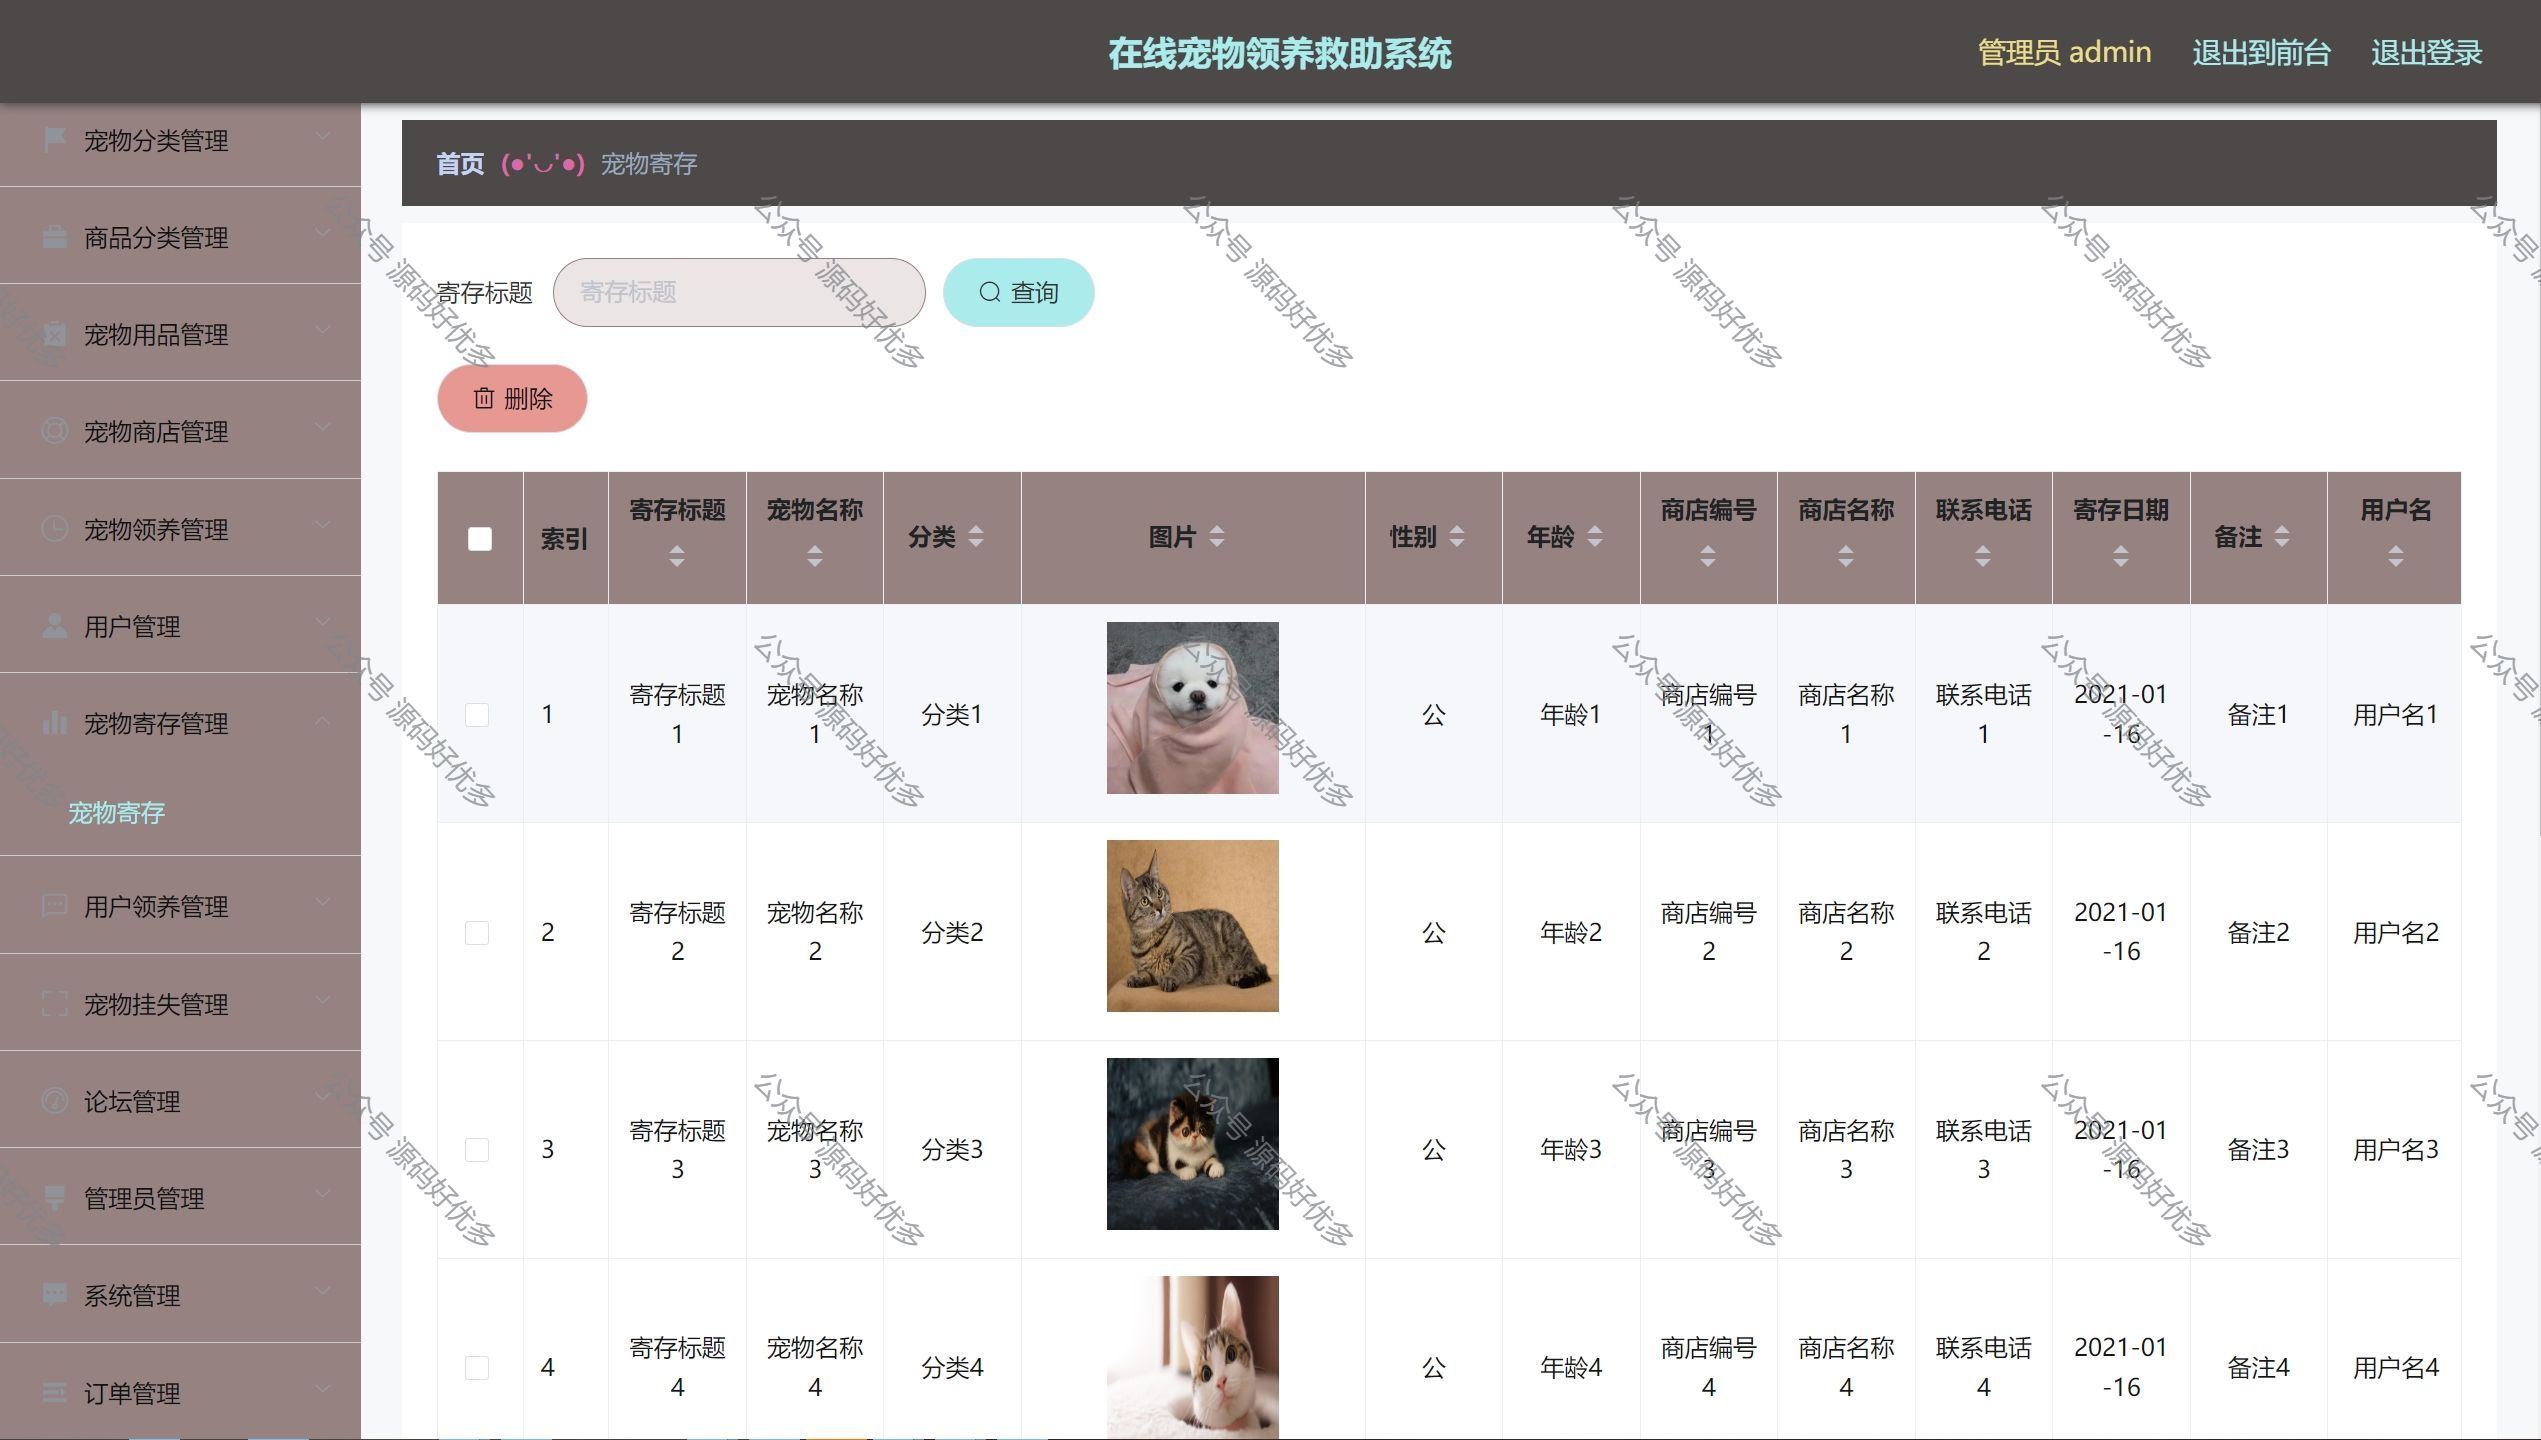 在线宠物领养救助系统
管理员 admin
退出到前台
退出登录
宠物分类管理
商品分类管理
宠物用品管理
宠物商店管理
宠物领养管理
用户管理
宠物寄存管理
宠物寄存
用户领养管理
宠物挂失管理
论坛管理
管理员管理
系统管理
订单管理
首页 (●'◡'●) 宠物寄存
寄存标题 寄存标题 查询
删除
索引 寄存标题 宠物名称 分类 图片 性别 年龄 商店编号 商店名称 联系电话 寄存日期 备注 用户名
1 寄存标题1 宠物名称1 分类1 公 年龄1 商店编号1 商店名称1 联系电话1 2021-01-16 备注1 用户名1
2 寄存标题2 宠物名称2 分类2 公 年龄2 商店编号2 商店名称2 联系电话2 2021-01-16 备注2 用户名2
3 寄存标题3 宠物名称3 分类3 公 年龄3 商店编号3 商店名称3 联系电话3 2021-01-16 备注3 用户名3
4 寄存标题4 宠物名称4 分类4 公 年龄4 商店编号4 商店名称4 联系电话4 2021-01-16 备注4 用户名4
公众号 源码好优多